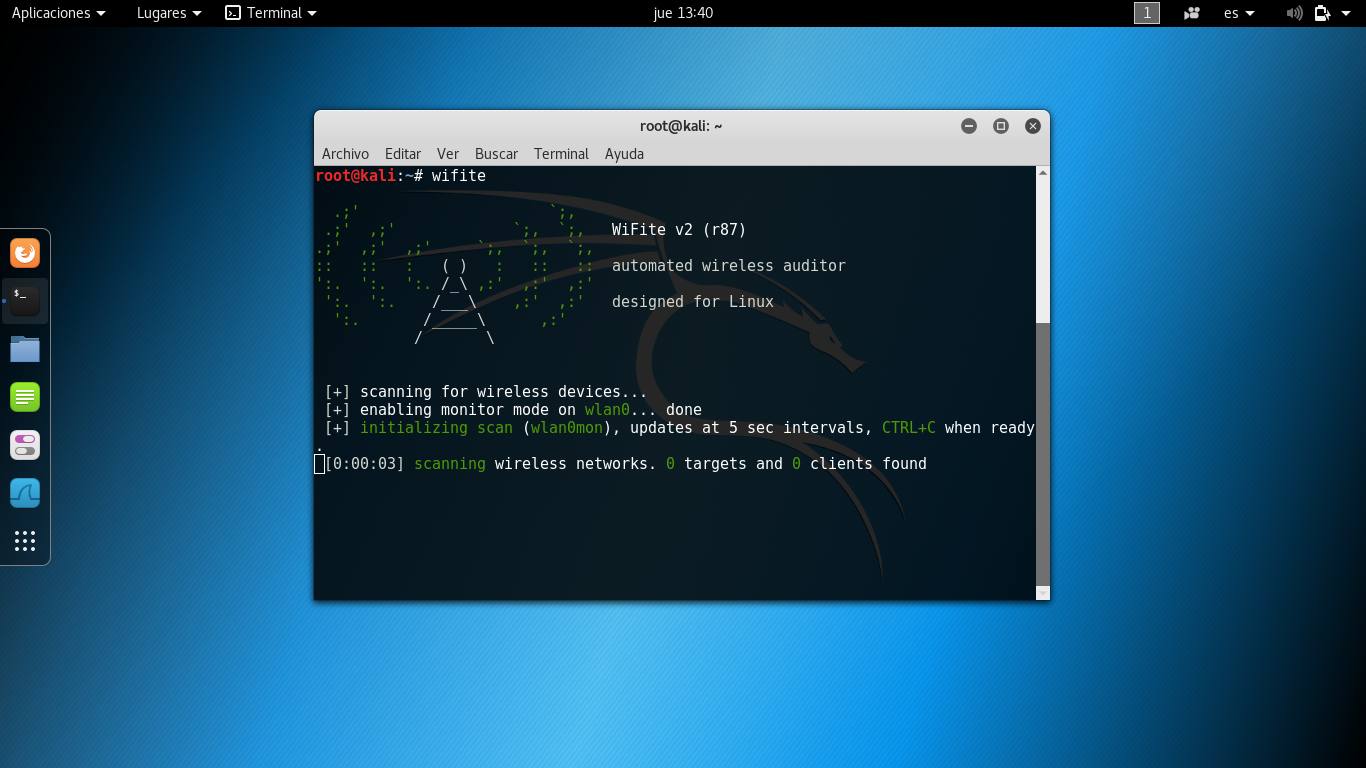 Aplicaciones Lugares Terminal jue 13:40 1 es
root@kali: ~
Archivo Editar Ver Buscar Terminal Ayuda
root@kali:~# wifite
WiFite v2 (r87)
automated wireless auditor
designed for Linux
[+] scanning for wireless devices...
[+] enabling monitor mode on wlan0... done
[+] initializing scan (wlan0mon), updates at 5 sec intervals, CTRL+C when ready
.
[0:00:03] scanning wireless networks. 0 targets and 0 clients found